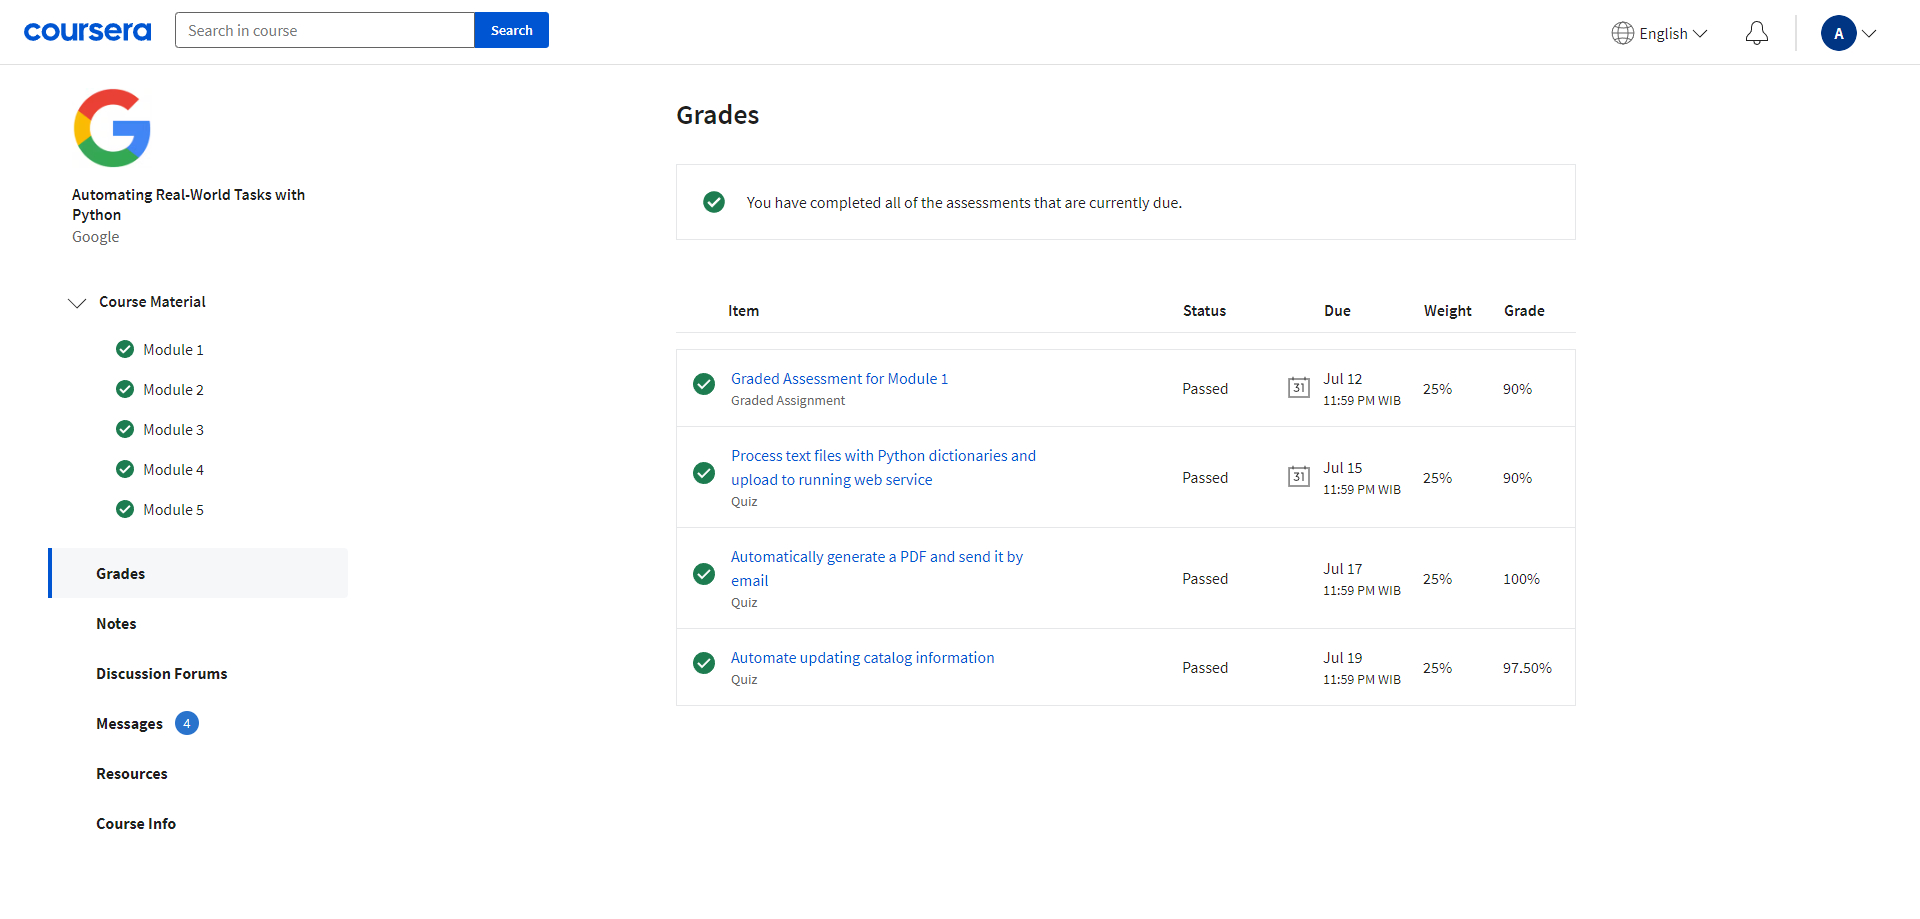 coursera
Search in course
Search
English
A
Automating Real-World Tasks with
Python
Google
Course Material
Module 1
Module 2
Module 3
Module 4
Module 5
Grades
Notes
Discussion Forums
Messages 4
Resources
Course Info
Grades
You have completed all of the assessments that are currently due.
Item Status Due Weight Grade
Graded Assessment for Module 1
Graded Assignment
Passed
31
Jul 12
11:59 PM WIB
25%
90%
Process text files with Python dictionaries and
upload to running web service
Quiz
Passed
31
Jul 15
11:59 PM WIB
25%
90%
Automatically generate a PDF and send it by
email
Quiz
Passed
Jul 17
11:59 PM WIB
25%
100%
Automate updating catalog information
Quiz
Passed
Jul 19
11:59 PM WIB
25%
97.50%